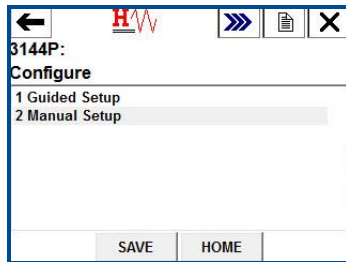 H
3144P:
Configure
1 Guided Setup
2 Manual Setup
SAVE HOME